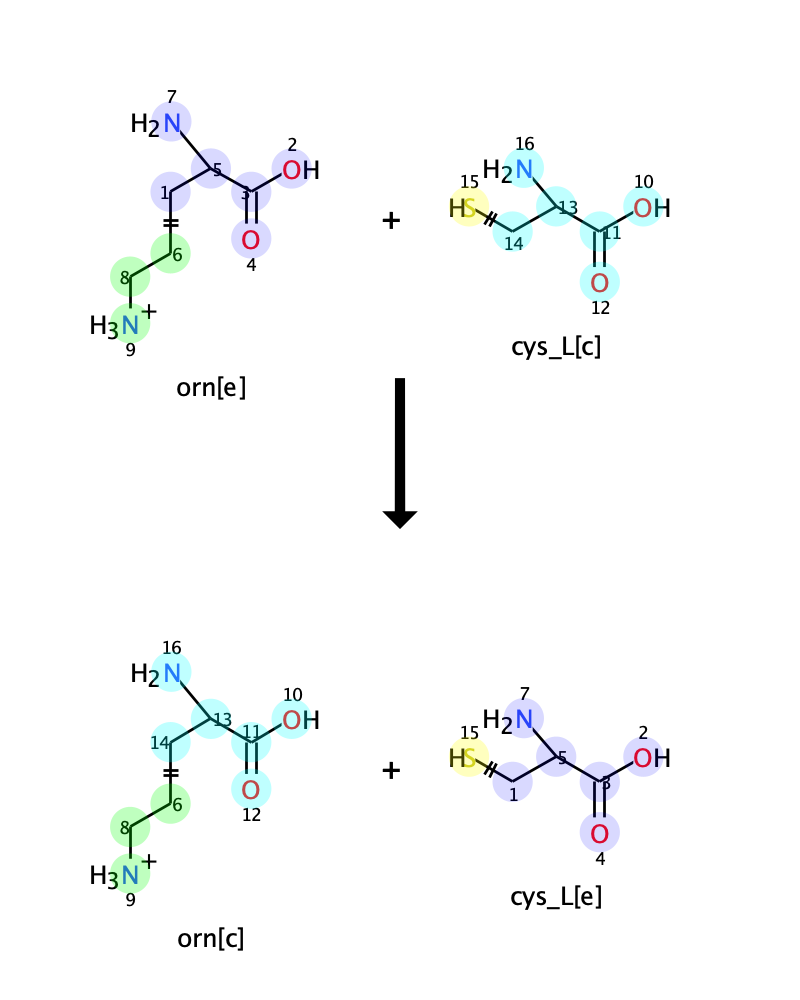 7
H2N
5
2
OH
1
3
O
4
6
8
H3N+
9
orn[e]
+
16
H2N
15
HS
13
10
OH
14
11
O
12
cys_L[c]
16
H2N
13
10
OH
14
11
O
12
6
8
H3N+
9
orn[c]
+
7
H2N
15
HS
5
2
OH
1
3
O
4
cys_L[e]